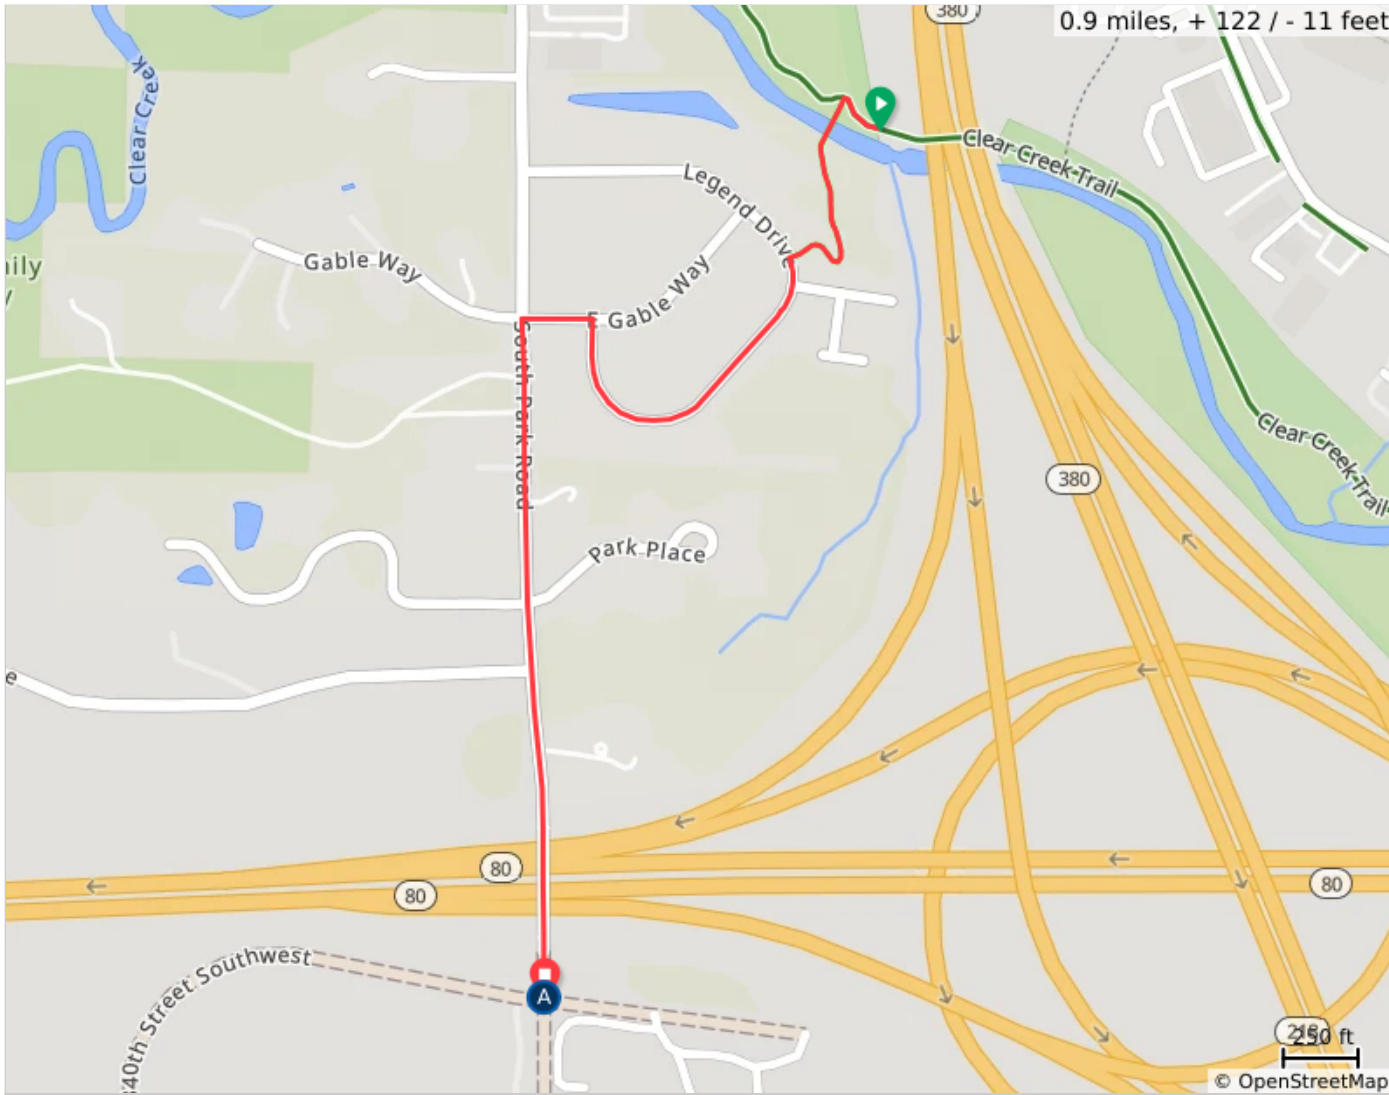 380
0.9 miles, + 122 / - 11 feet
Clear Creek
Clear Creek Trail
Legend Drive
Gable Way
E Gable Way
South Park Road
380
Clear Creek Trail
Park Place
80
80
80
40th Street Southwest
A
250 ft
© OpenStreetMap